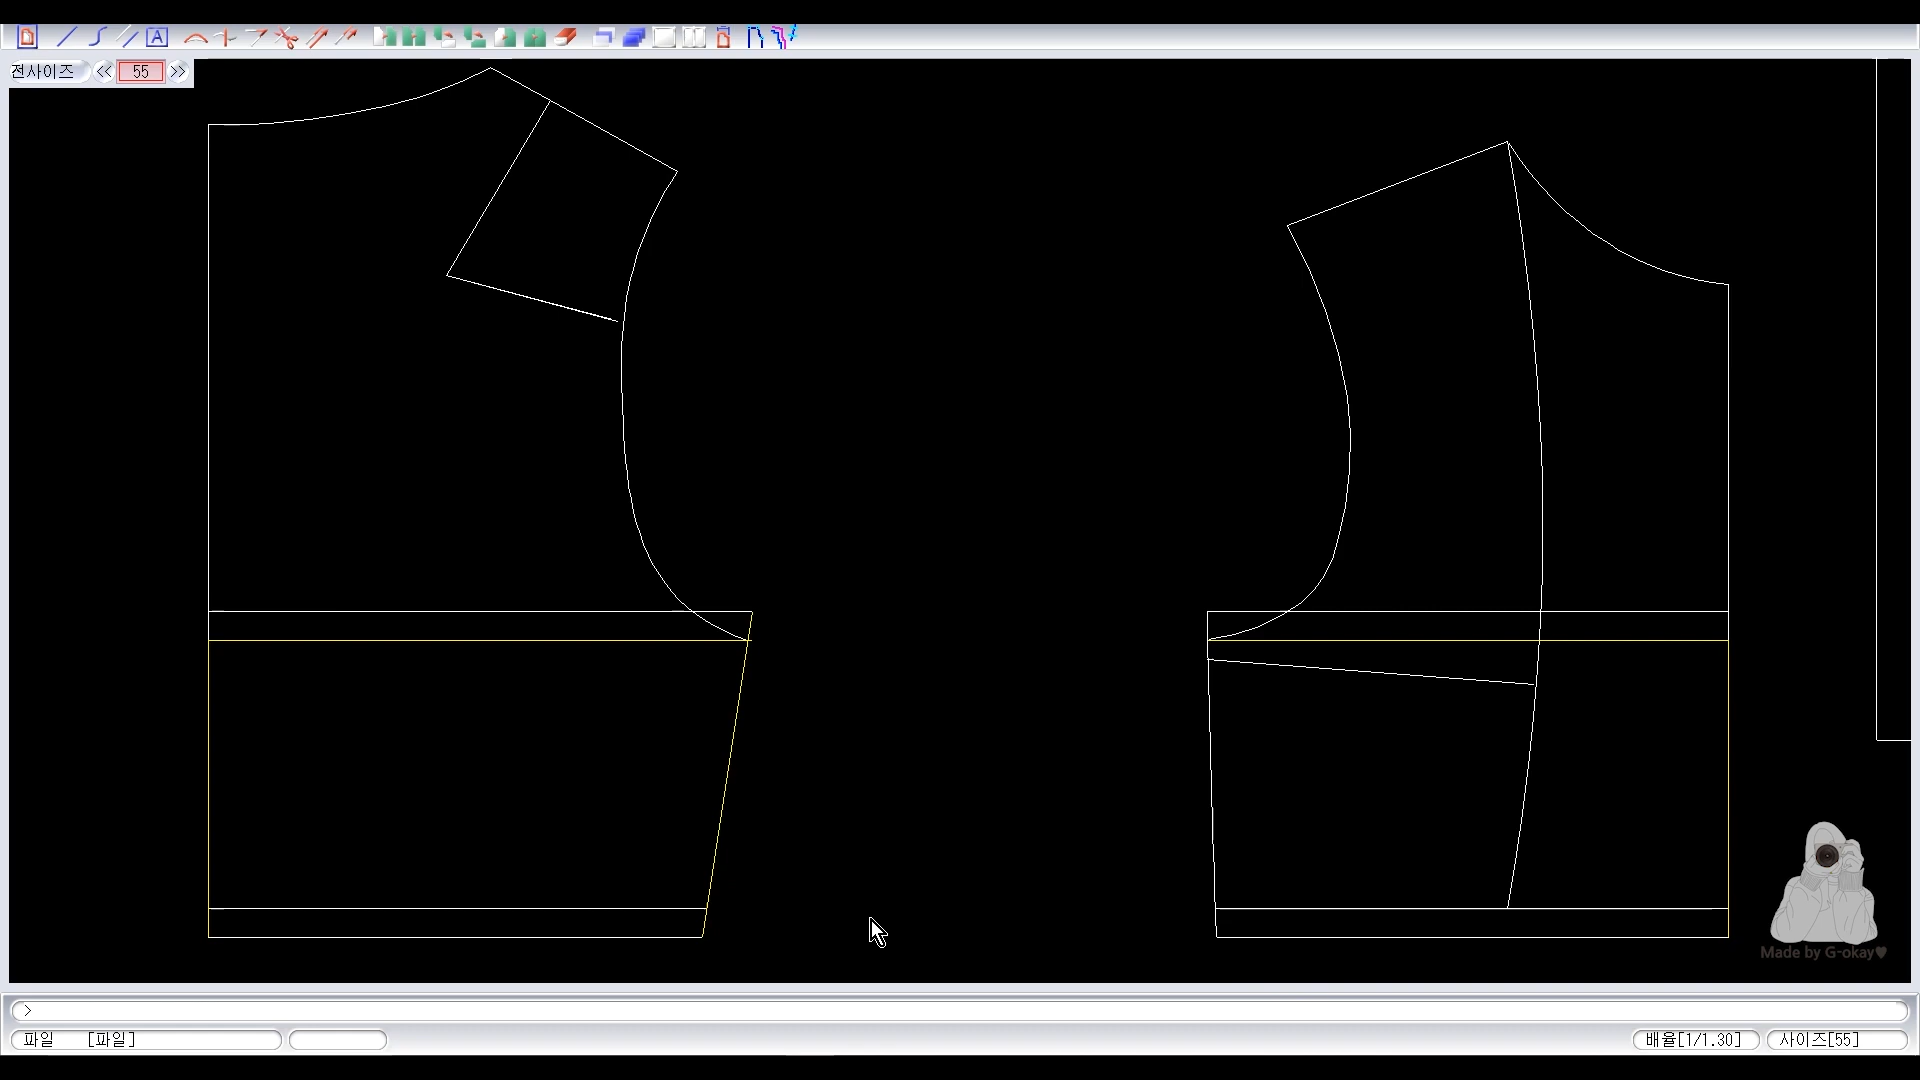 A
전사이즈 << 55 >>
Made by G-okay♥
>
파일 [파일]
배율[1/1.30] 사이즈[55]